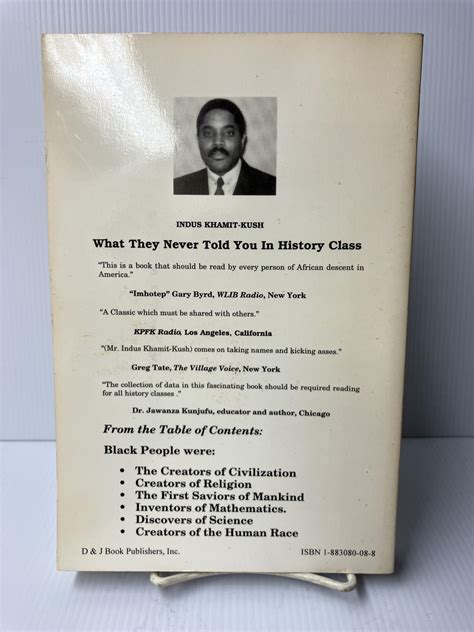 INDUS KHAMIT-KUSH
What They Never Told You In History Class
"This is a book that should be read by every person of African descent in
America."
"Imhotep" Gary Byrd, WLIB Radio, New York
"A Classic which must be shared with others."
KPFK Radio, Los Angeles, California
"(Mr. Indus Khamit-Kush) comes on taking names and kicking asses."
Greg Tate, The Village Voice, New York
"The collection of data in this fascinating book should be required reading
for all history classes ."
Dr. Jawanza Kunjufu, educator and author, Chicago
From the Table of Contents:
Black People were:
• The Creators of Civilization
• Creators of Religion
• The First Saviors of Mankind
• Inventors of Mathematics.
• Discovers of Science
• Creators of the Human Race
D & J Book Publishers, Inc. ISBN 1-883080-08-8